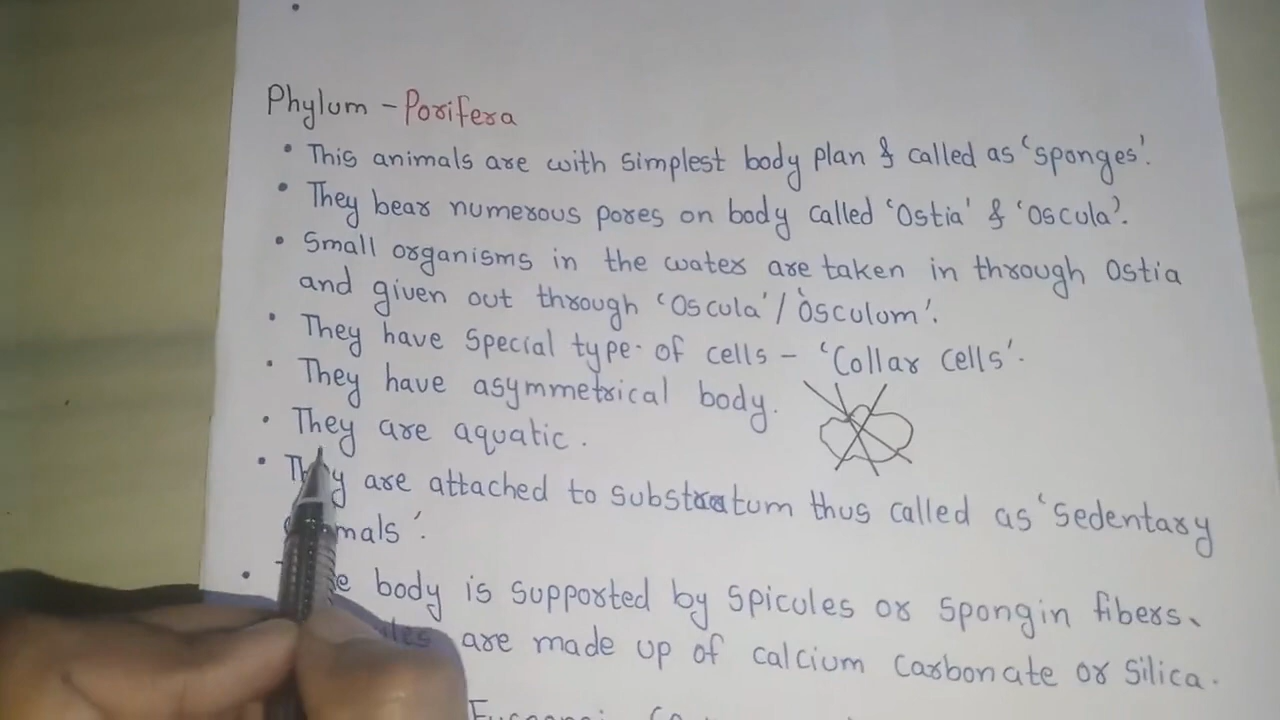 Phylum - Porifera
• This animals are with simplest body plan & called as 'sponges'.
• They bear numerous pores on body called 'Ostia' & 'Oscula'.
• Small organisms in the water are taken in through Ostia
and given out through 'Oscula' / 'osculum'.
• They have special type of cells - 'Collar cells'.
• They have asymmetrical body.
• They are aquatic.
• They are attached to substratum thus called as 'Sedentary
mals'.
• body is supported by spicules or spongin fibers.
are made up of calcium carbonate or silica.